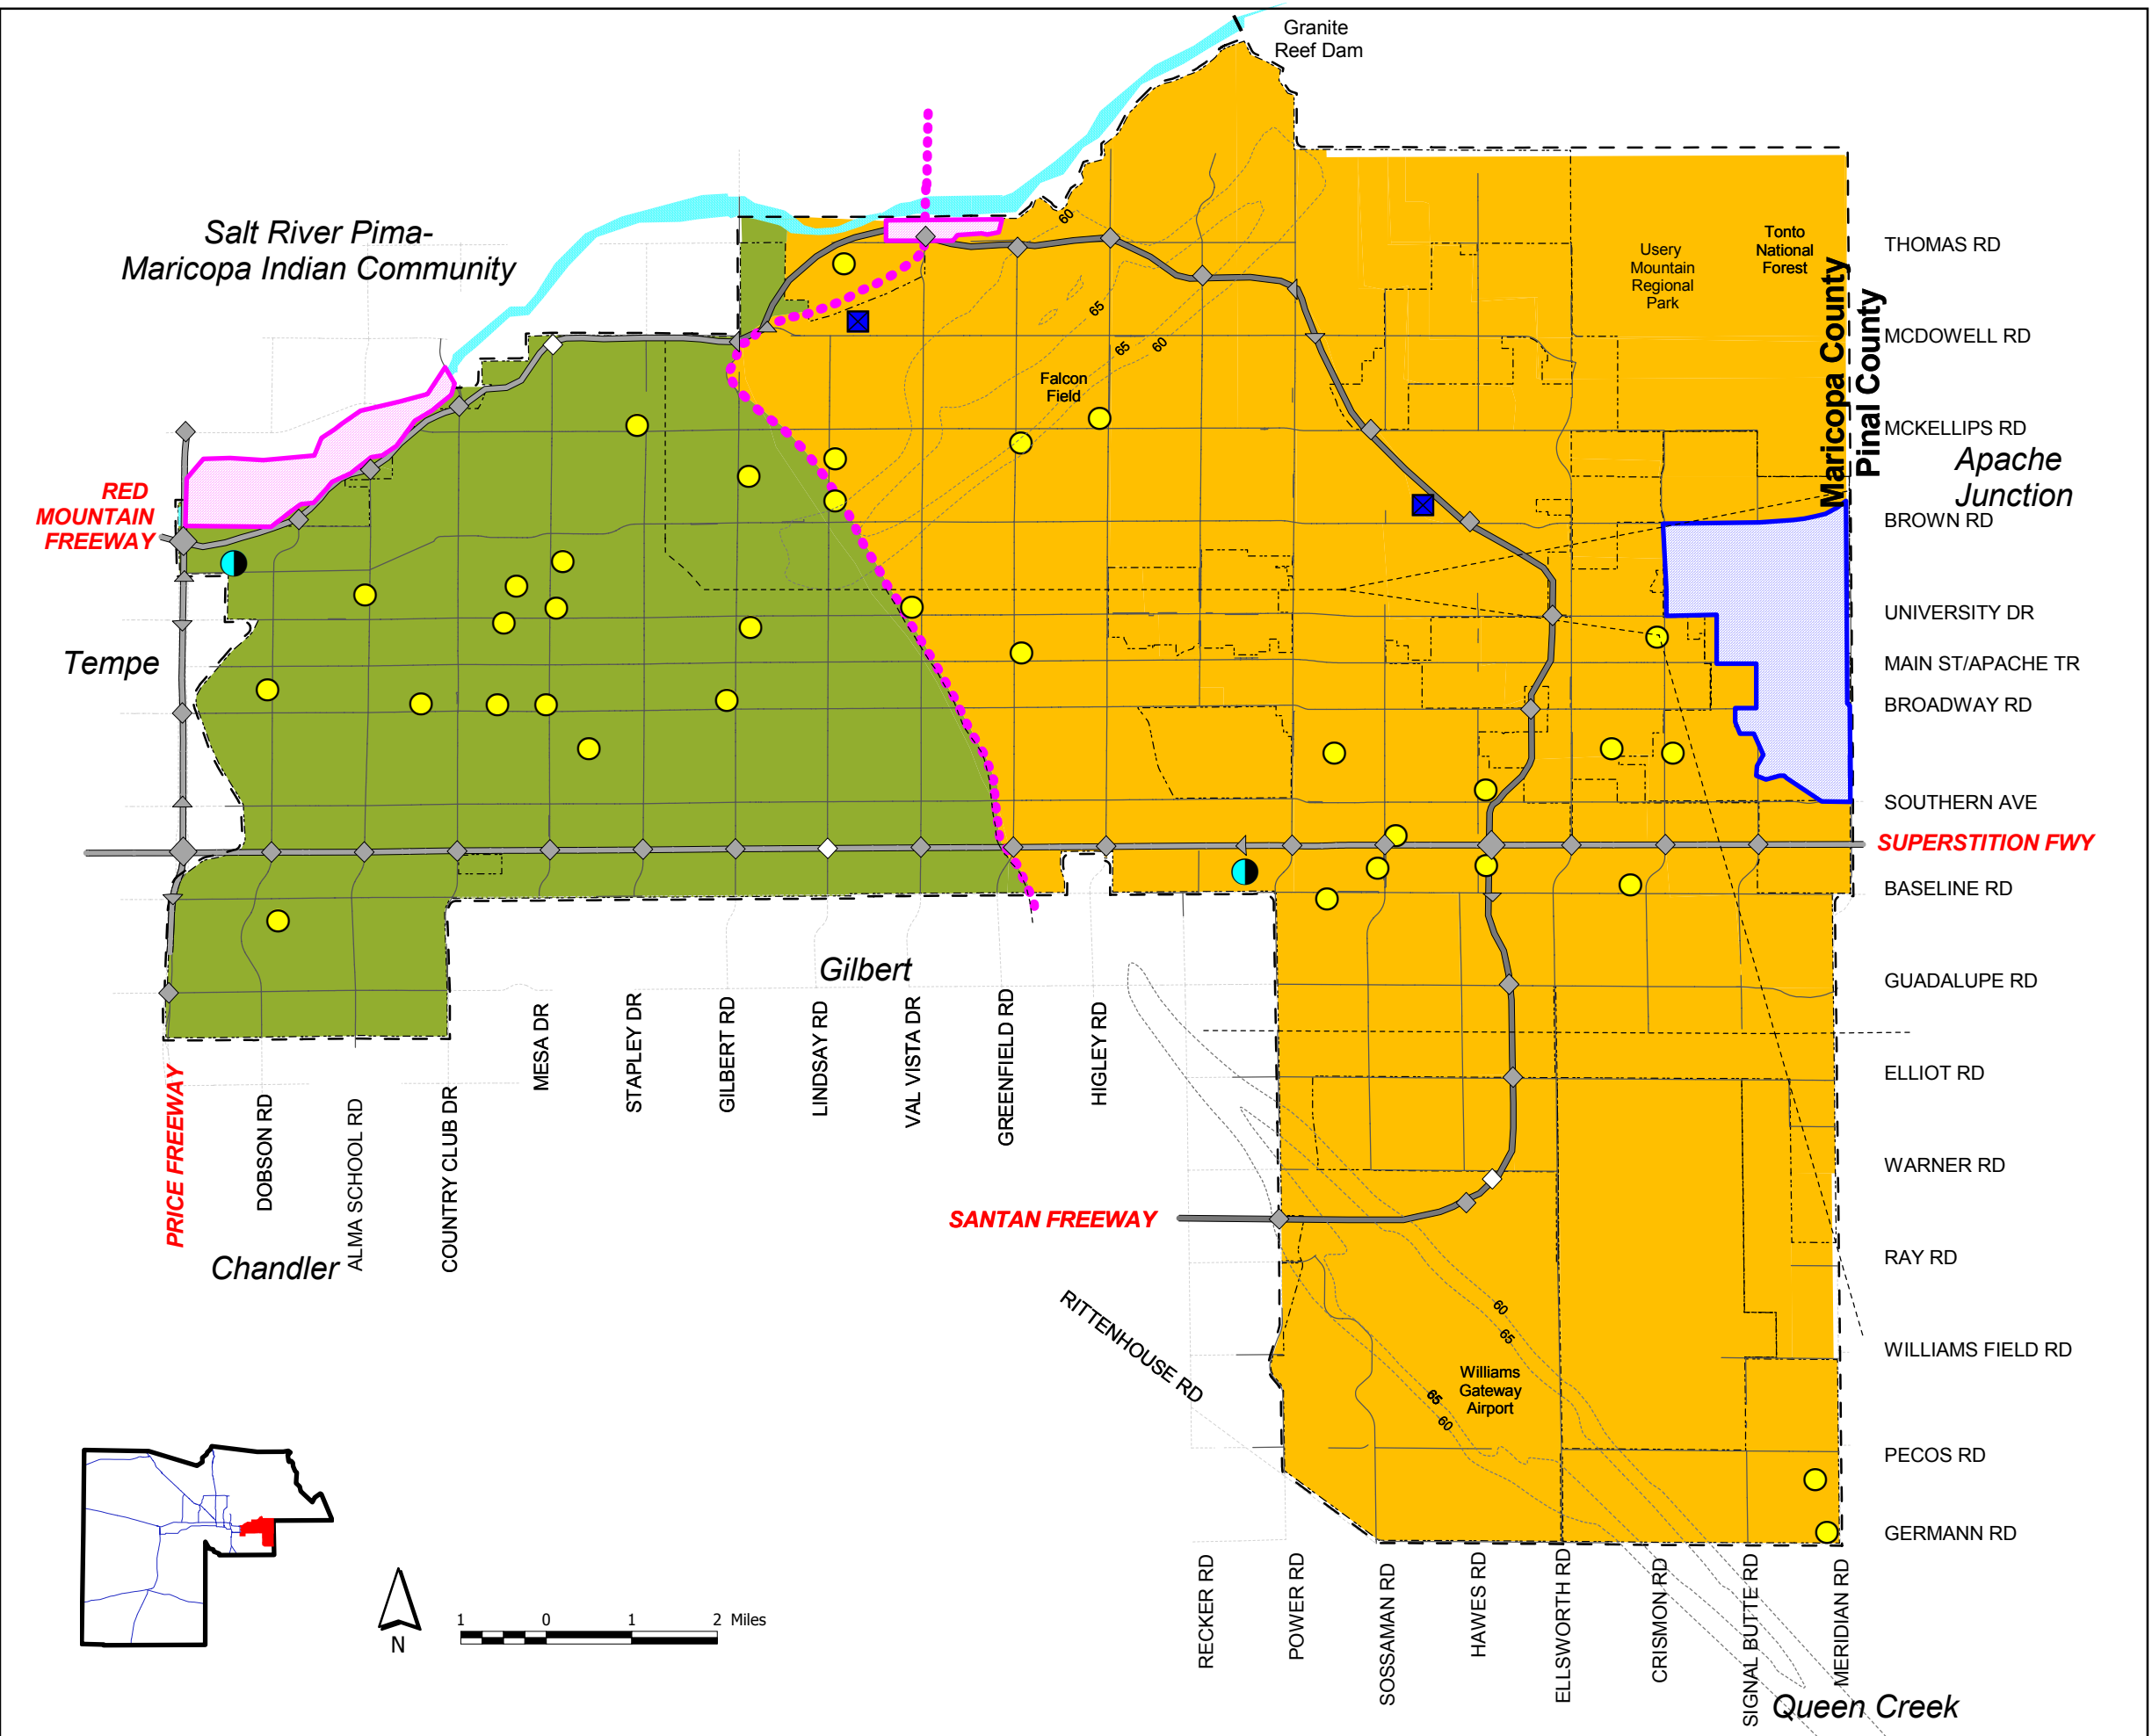 Granite
Reef Dam
Salt River Pima-
Maricopa Indian Community
60
65
65
60
Usery
Mountain
Regional
Park
Tonto
National
Forest
Maricopa County
Pinal County
THOMAS RD
MCDOWELL RD
Falcon
Field
MCKELLIPS RD
Apache
Junction
RED
MOUNTAIN
FREEWAY
BROWN RD
UNIVERSITY DR
Tempe
MAIN ST/APACHE TR
BROADWAY RD
SOUTHERN AVE
SUPERSTITION FWY
BASELINE RD
Gilbert
GUADALUPE RD
ELLIOT RD
WARNER RD
PRICE FREEWAY
DOBSON RD
ALMA SCHOOL RD
COUNTRY CLUB DR
MESA DR
STAPLEY DR
GILBERT RD
LINDSAY RD
VAL VISTA DR
GREENFIELD RD
HIGLEY RD
SANTAN FREEWAY
Chandler
RAY RD
RITTENHOUSE RD
60
65
WILLIAMS FIELD RD
Williams
Gateway
Airport
65
60
PECOS RD
GERMANN RD
RECKER RD
POWER RD
SOSSAMAN RD
HAWES RD
ELLSWORTH RD
CRISMON RD
SIGNAL BUTTE RD
MERIDIAN RD
Queen Creek
N
1 0 1 2 Miles